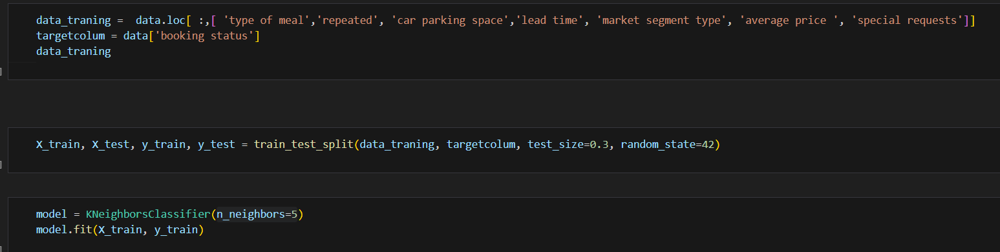 data_traning =  data.loc[ :,[ 'type of meal','repeated', 'car parking space','lead time', 'market segment type', 'average price ', 'special requests']]
targetcolum = data['booking status']
data_traning
X_train, X_test, y_train, y_test = train_test_split(data_traning, targetcolum, test_size=0.3, random_state=42)
model = KNeighborsClassifier(n_neighbors=5)
model.fit(X_train, y_train)